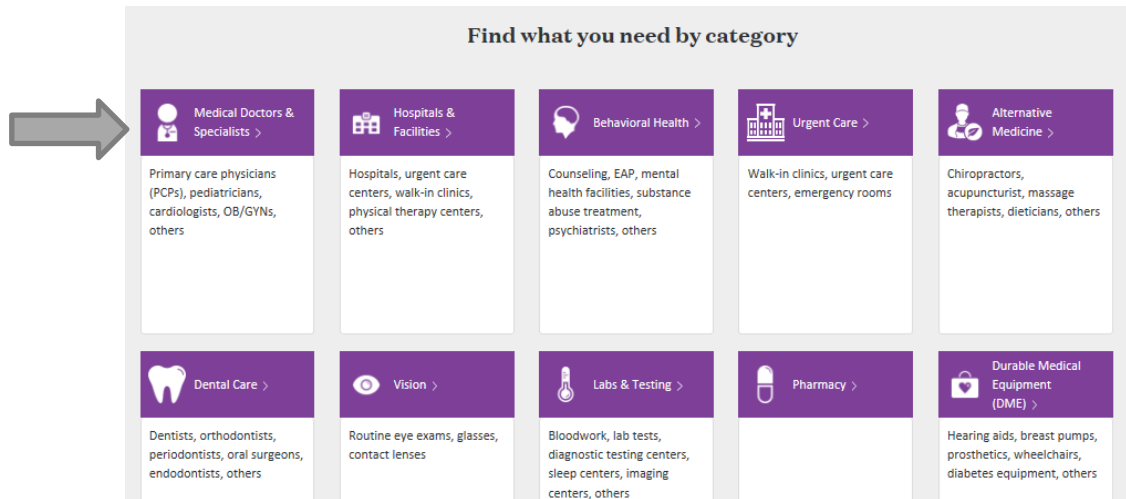 Find what you need by category
Medical Doctors &
Specialists >
Primary care physicians
(PCPs), pediatricians,
cardiologists, OB/GYNs,
others
Hospitals &
Facilities >
Hospitals, urgent care
centers, walk-in clinics,
physical therapy centers,
others
Behavioral Health >
Counseling, EAP, mental
health facilities, substance
abuse treatment,
psychiatrists, others
Urgent Care >
Walk-in clinics, urgent care
centers, emergency rooms
Alternative
Medicine >
Chiropractors,
acupuncturist, massage
therapists, dieticians, others
Dental Care >
Dentists, orthodontists,
periodontists, oral surgeons,
endodontists, others
Vision >
Routine eye exams, glasses,
contact lenses
Labs & Testing >
Bloodwork, lab tests,
diagnostic testing centers,
sleep centers, imaging
centers, others
Pharmacy >
Durable Medical
Equipment
(DME) >
Hearing aids, breast pumps,
prosthetics, wheelchairs,
diabetes equipment, others